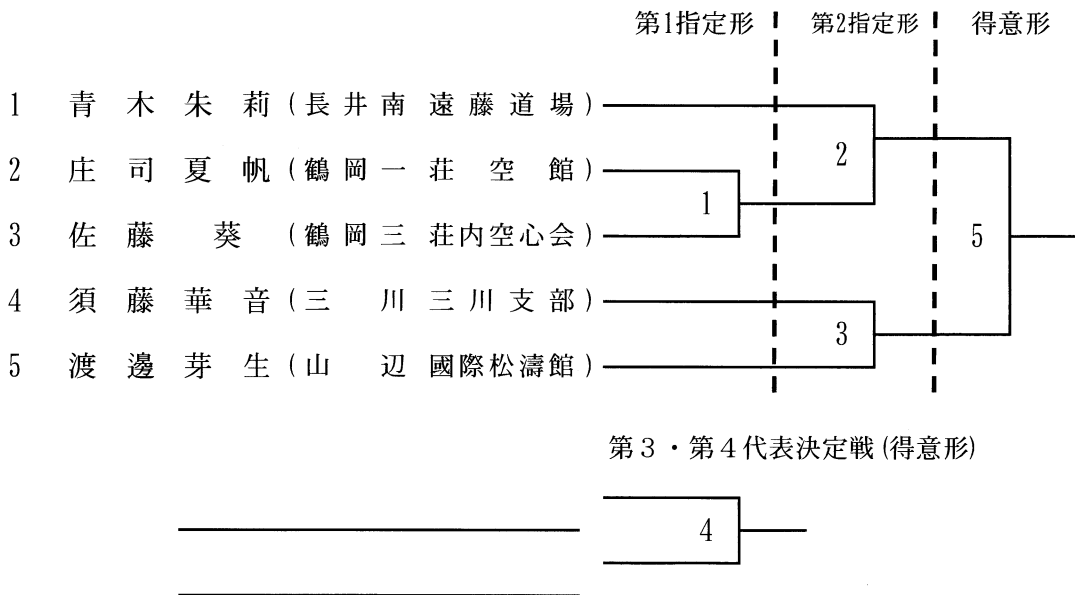 第1指定形 第2指定形 得意形
1 青木朱莉(長井南遠藤道場)
2 庄司夏帆(鶴岡一荘空館)
3 佐藤葵(鶴岡三荘内空心会)
4 須藤華音(三川三川支部)
5 渡邊芽生(山辺國際松濤館)
1
2
3
5
第3・第4代表決定戦(得意形)
4